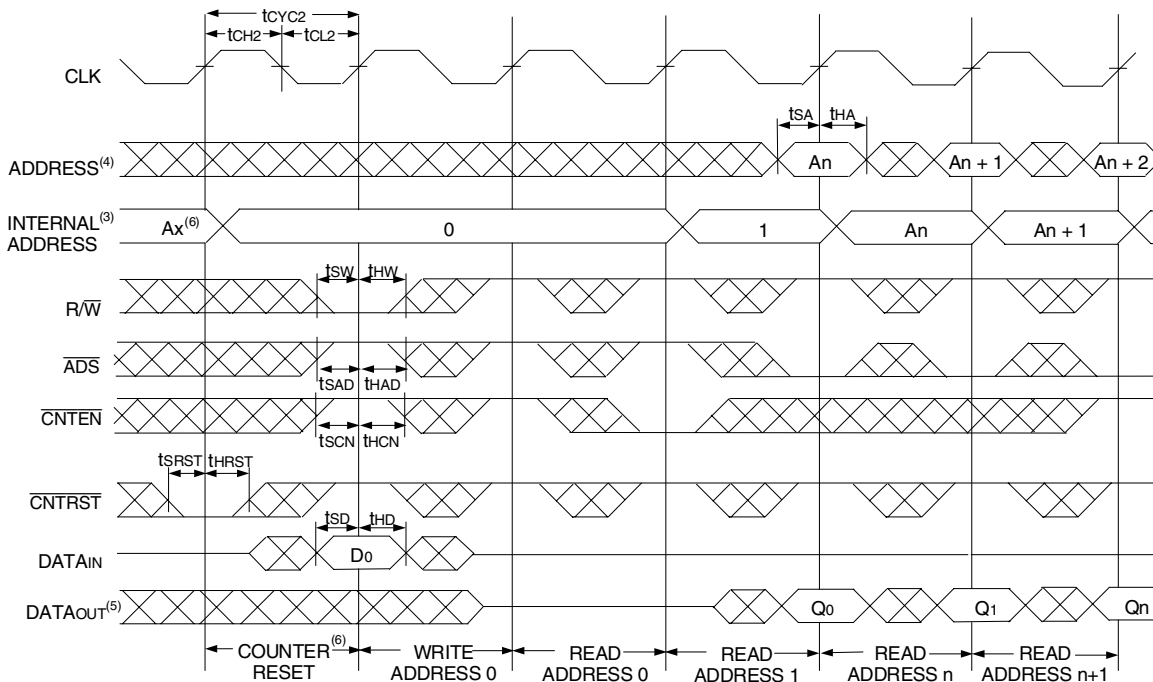 tCYC2
tCH2 tCL2
CLK
tSA tHA
ADDRESS(4) An An + 1 An + 2
INTERNAL(3) ADDRESS Ax(6) 0 1 An An + 1
tSW tHW
R/W̅
A̅D̅S̅
tSAD tHAD
C̅N̅T̅E̅N̅
tSCN tHCN
tSRST tHRST
C̅N̅T̅R̅S̅T̅
tSD tHD
DATAIN D0
DATAOUT(5) Q0 Q1 Qn
COUNTER(6) RESET
WRITE ADDRESS 0
READ ADDRESS 0
READ ADDRESS 1
READ ADDRESS n
READ ADDRESS n+1